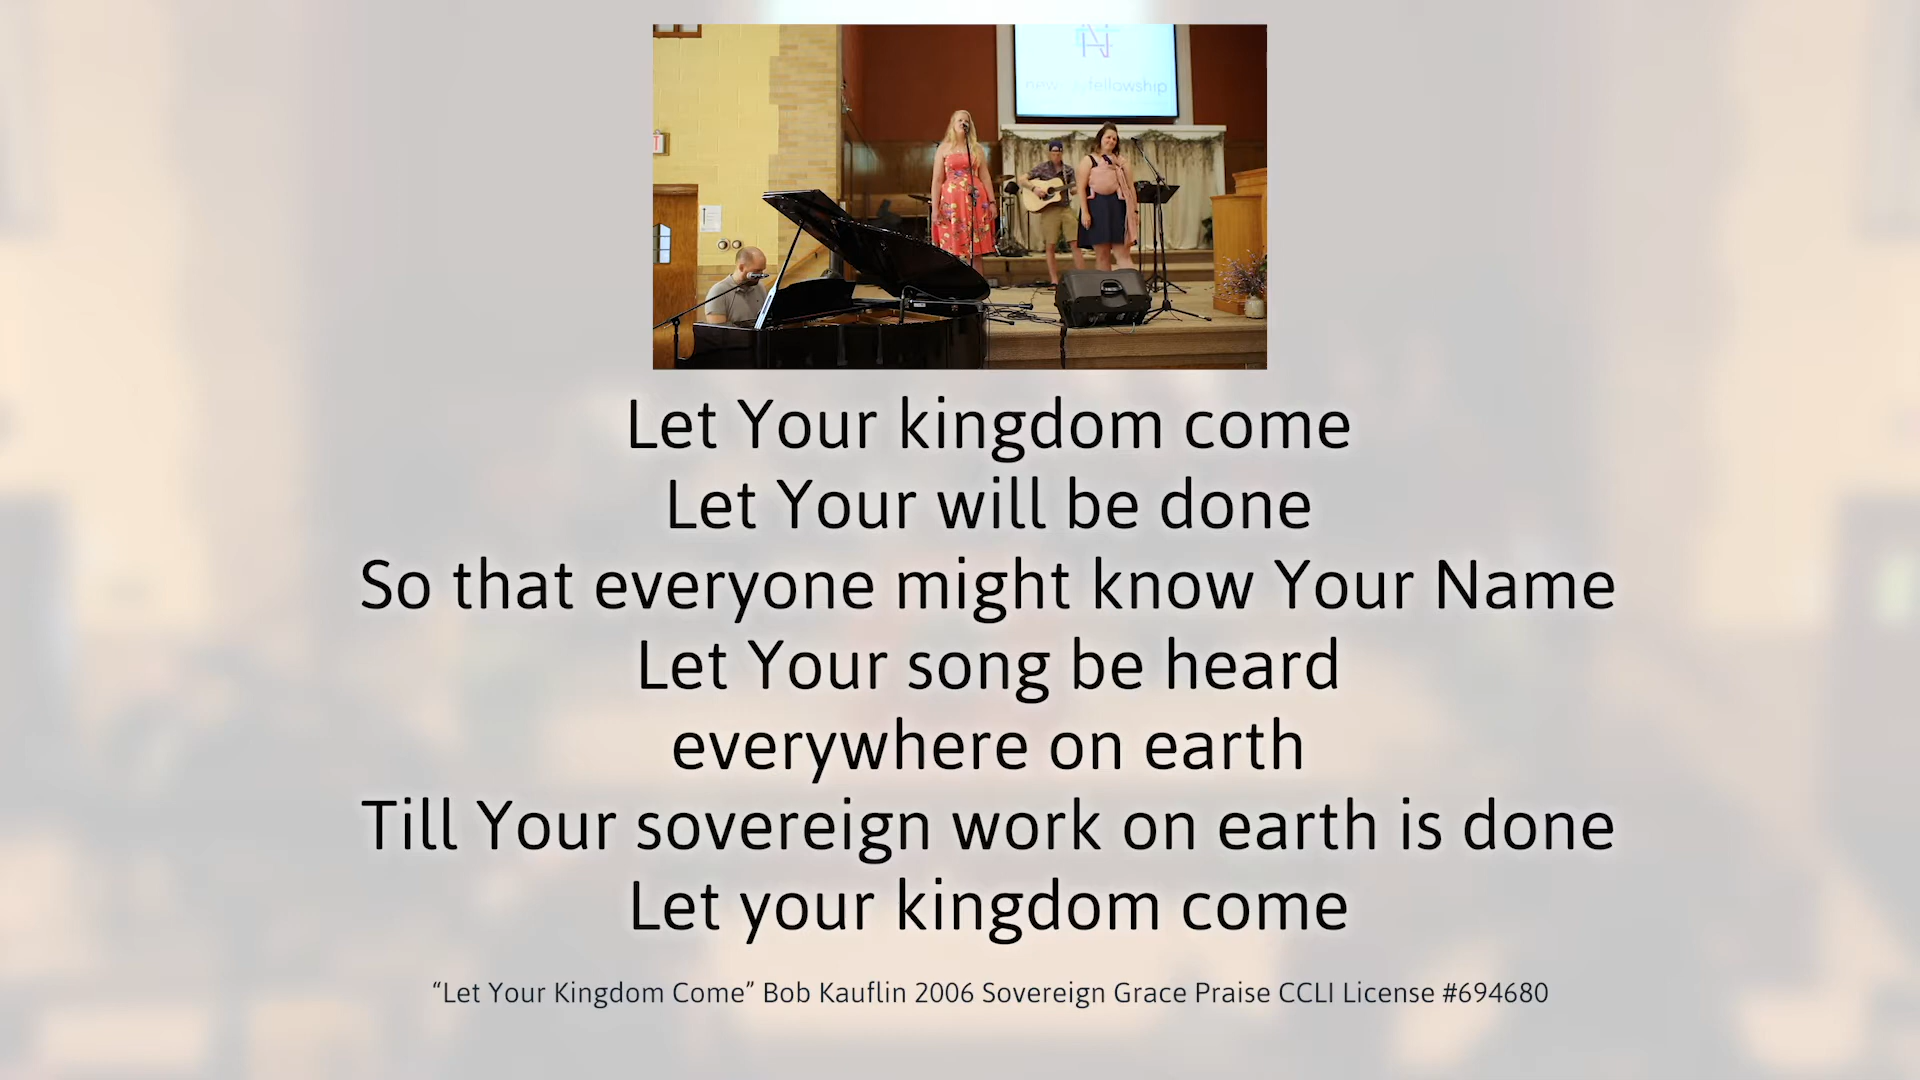 new fellowship
Let Your kingdom come
Let Your will be done
So that everyone might know Your Name
Let Your song be heard
everywhere on earth
Till Your sovereign work on earth is done
Let your kingdom come
“Let Your Kingdom Come” Bob Kauflin 2006 Sovereign Grace Praise CCLI License #694680